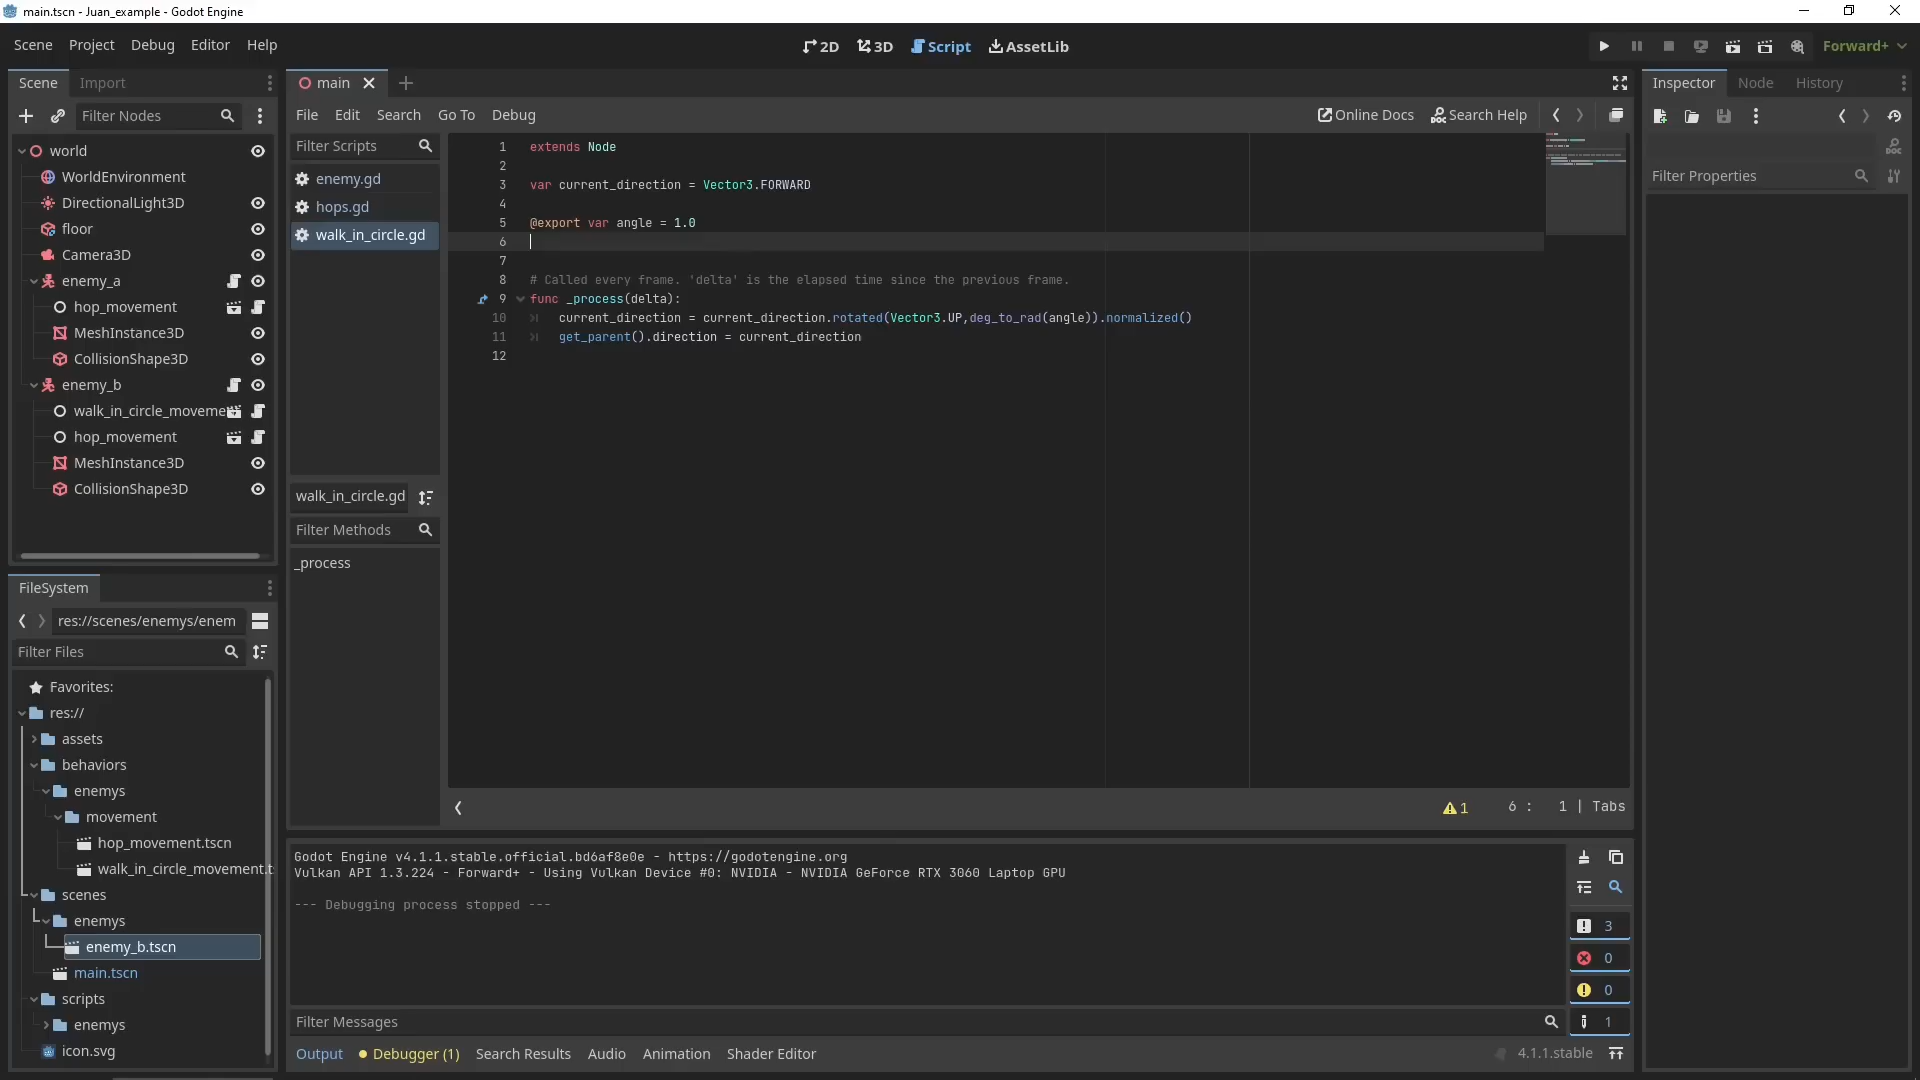 main.tscn - Juan_example - Godot Engine
Scene Project Debug Editor Help
2D 3D Script AssetLib
Forward+
Scene Import
Filter Nodes
world
WorldEnvironment
DirectionalLight3D
floor
Camera3D
enemy_a
hop_movement
MeshInstance3D
CollisionShape3D
enemy_b
walk_in_circle_moveme
hop_movement
MeshInstance3D
CollisionShape3D
FileSystem
res://scenes/enemys/enem
Filter Files
Favorites:
res://
assets
behaviors
enemys
movement
hop_movement.tscn
walk_in_circle_movement.t
scenes
enemys
enemy_b.tscn
main.tscn
scripts
enemys
icon.svg
main
File Edit Search Go To Debug
Online Docs Search Help
Filter Scripts
enemy.gd
hops.gd
walk_in_circle.gd
walk_in_circle.gd
Filter Methods
_process
1 extends Node
2
3 var current_direction = Vector3.FORWARD
4
5 @export var angle = 1.0
6
7
8 # Called every frame. 'delta' is the elapsed time since the previous frame.
9 func _process(delta):
10 current_direction = current_direction.rotated(Vector3.UP,deg_to_rad(angle)).normalized()
11 get_parent().direction = current_direction
12
1 6 : 1 | Tabs
Godot Engine v4.1.1.stable.official.bd6af8e0e - https://godotengine.org
Vulkan API 1.3.224 - Forward+ - Using Vulkan Device #0: NVIDIA - NVIDIA GeForce RTX 3060 Laptop GPU
--- Debugging process stopped ---
3
0
0
1
Filter Messages
Output Debugger (1) Search Results Audio Animation Shader Editor
4.1.1.stable
Inspector Node History
DOC
Filter Properties